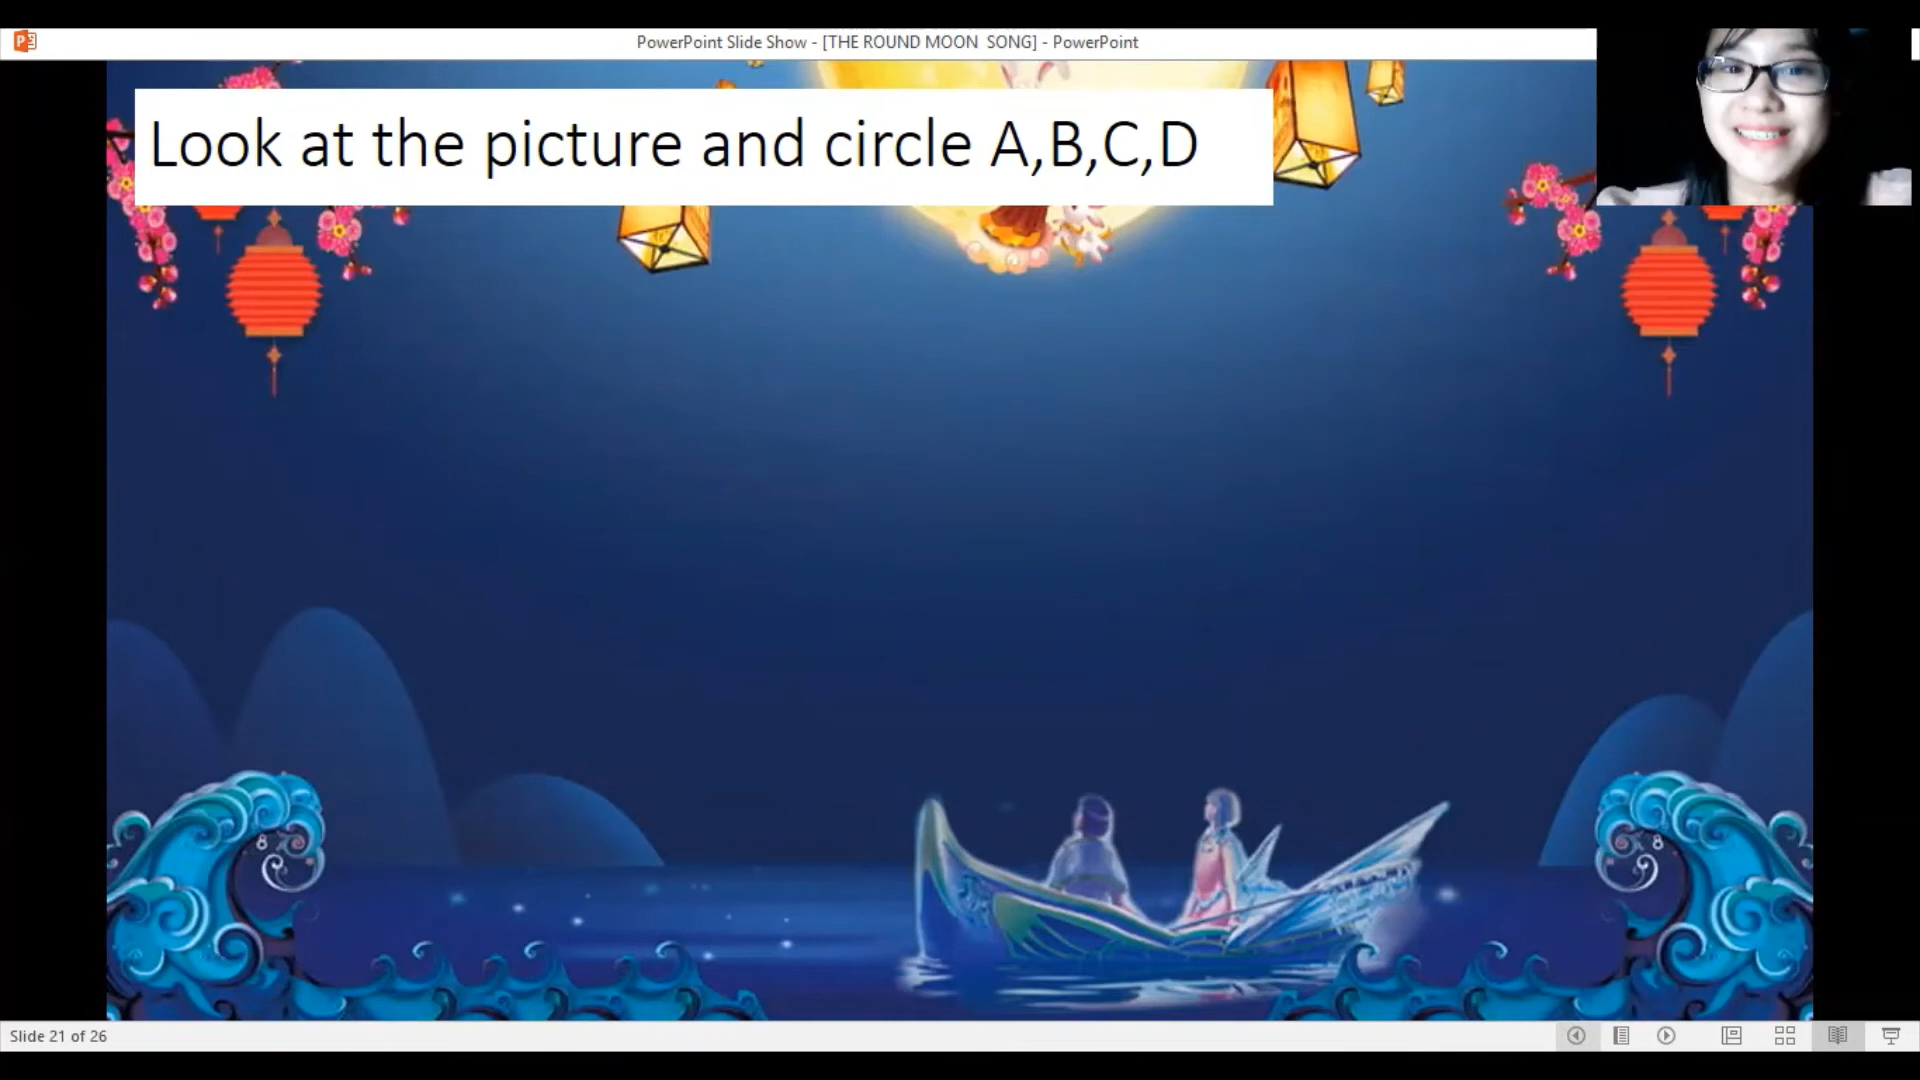 PowerPoint Slide Show - [THE ROUND MOON  SONG] - PowerPoint
Look at the picture and circle A,B,C,D
Slide 21 of 26